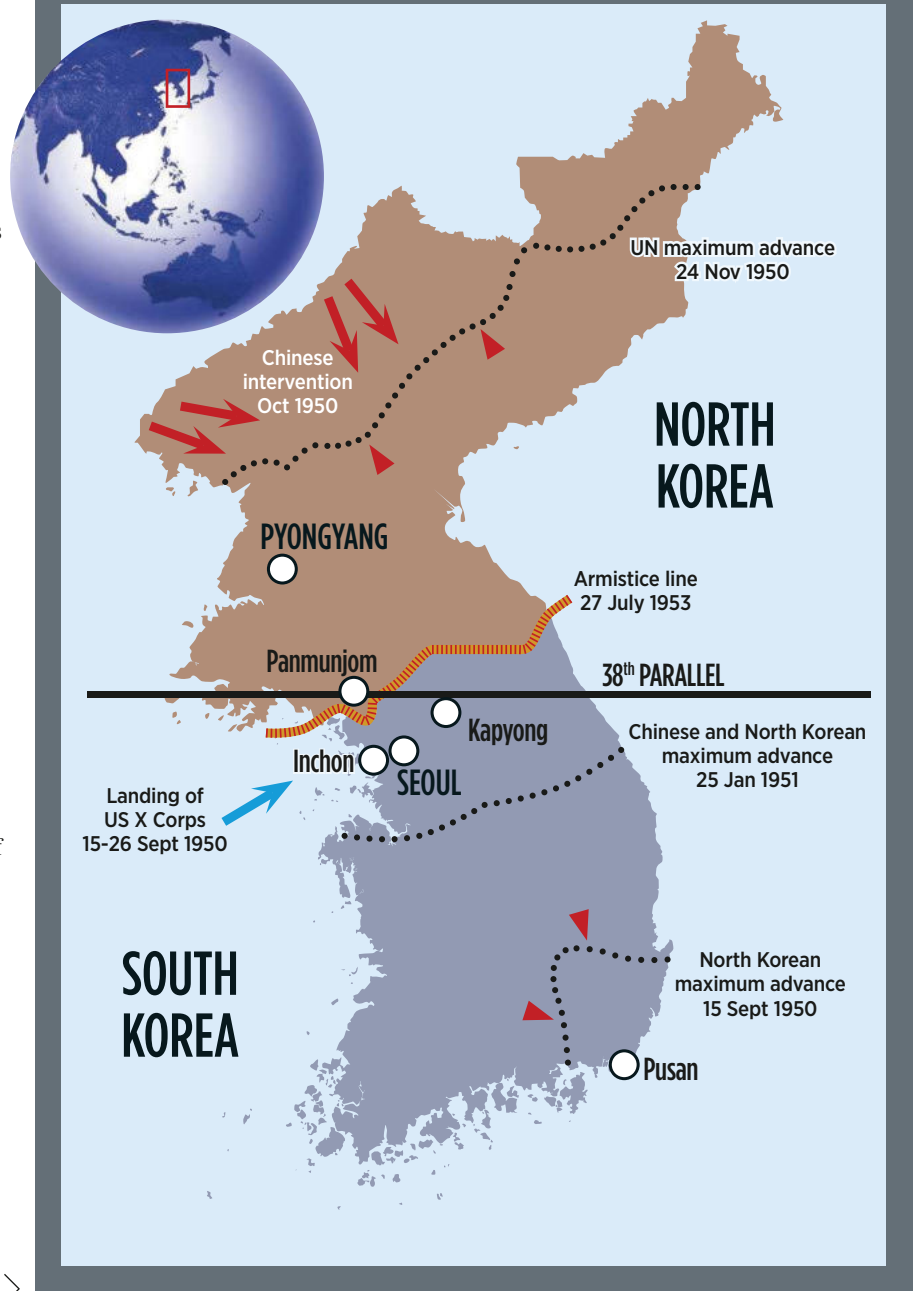 UN maximum advance
24 Nov 1950
Chinese
intervention
Oct 1950
NORTH
KOREA
PYONGYANG
Armistice line
27 July 1953
Panmunjom
38th PARALLEL
Kapyong
Chinese and North Korean
maximum advance
25 Jan 1951
Inchon
SEOUL
Landing of
US X Corps
15-26 Sept 1950
SOUTH
KOREA
North Korean
maximum advance
15 Sept 1950
Pusan